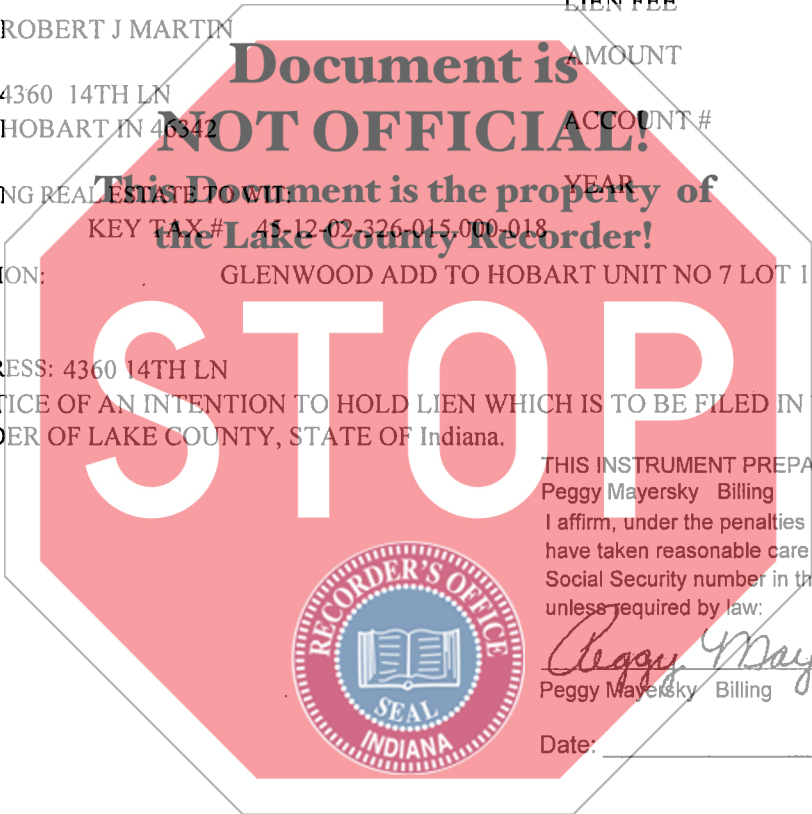 LIEN FEE
ROBERT J MARTIN
Document is
AMOUNT
4360 14TH LN
NOT OFFICIAL!
HOBART IN 46342
ACCOUNT #
This Document is the property of
NG REAL ESTATE TO WIT:
YEAR
KEY TAX # 45-12-02-326-015.000-018
the Lake County Recorder!
ION: GLENWOOD ADD TO HOBART UNIT NO 7 LOT 1
STOP
RESS: 4360 14TH LN
TICE OF AN INTENTION TO HOLD LIEN WHICH IS TO BE FILED IN
DER OF LAKE COUNTY, STATE OF Indiana.
THIS INSTRUMENT PREPA
Peggy Mayersky Billing
I affirm, under the penalties
have taken reasonable care
Social Security number in th
unless required by law:
Peggy May
Peggy Mayersky Billing
Date:
RECORDER'S OFFICE
SEAL
INDIANA